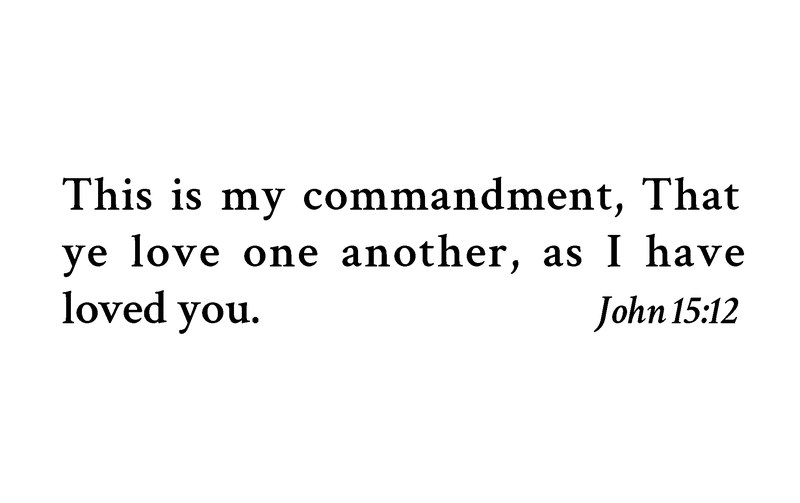 This is my commandment, That
ye love one another, as I have
loved you. John 15:12